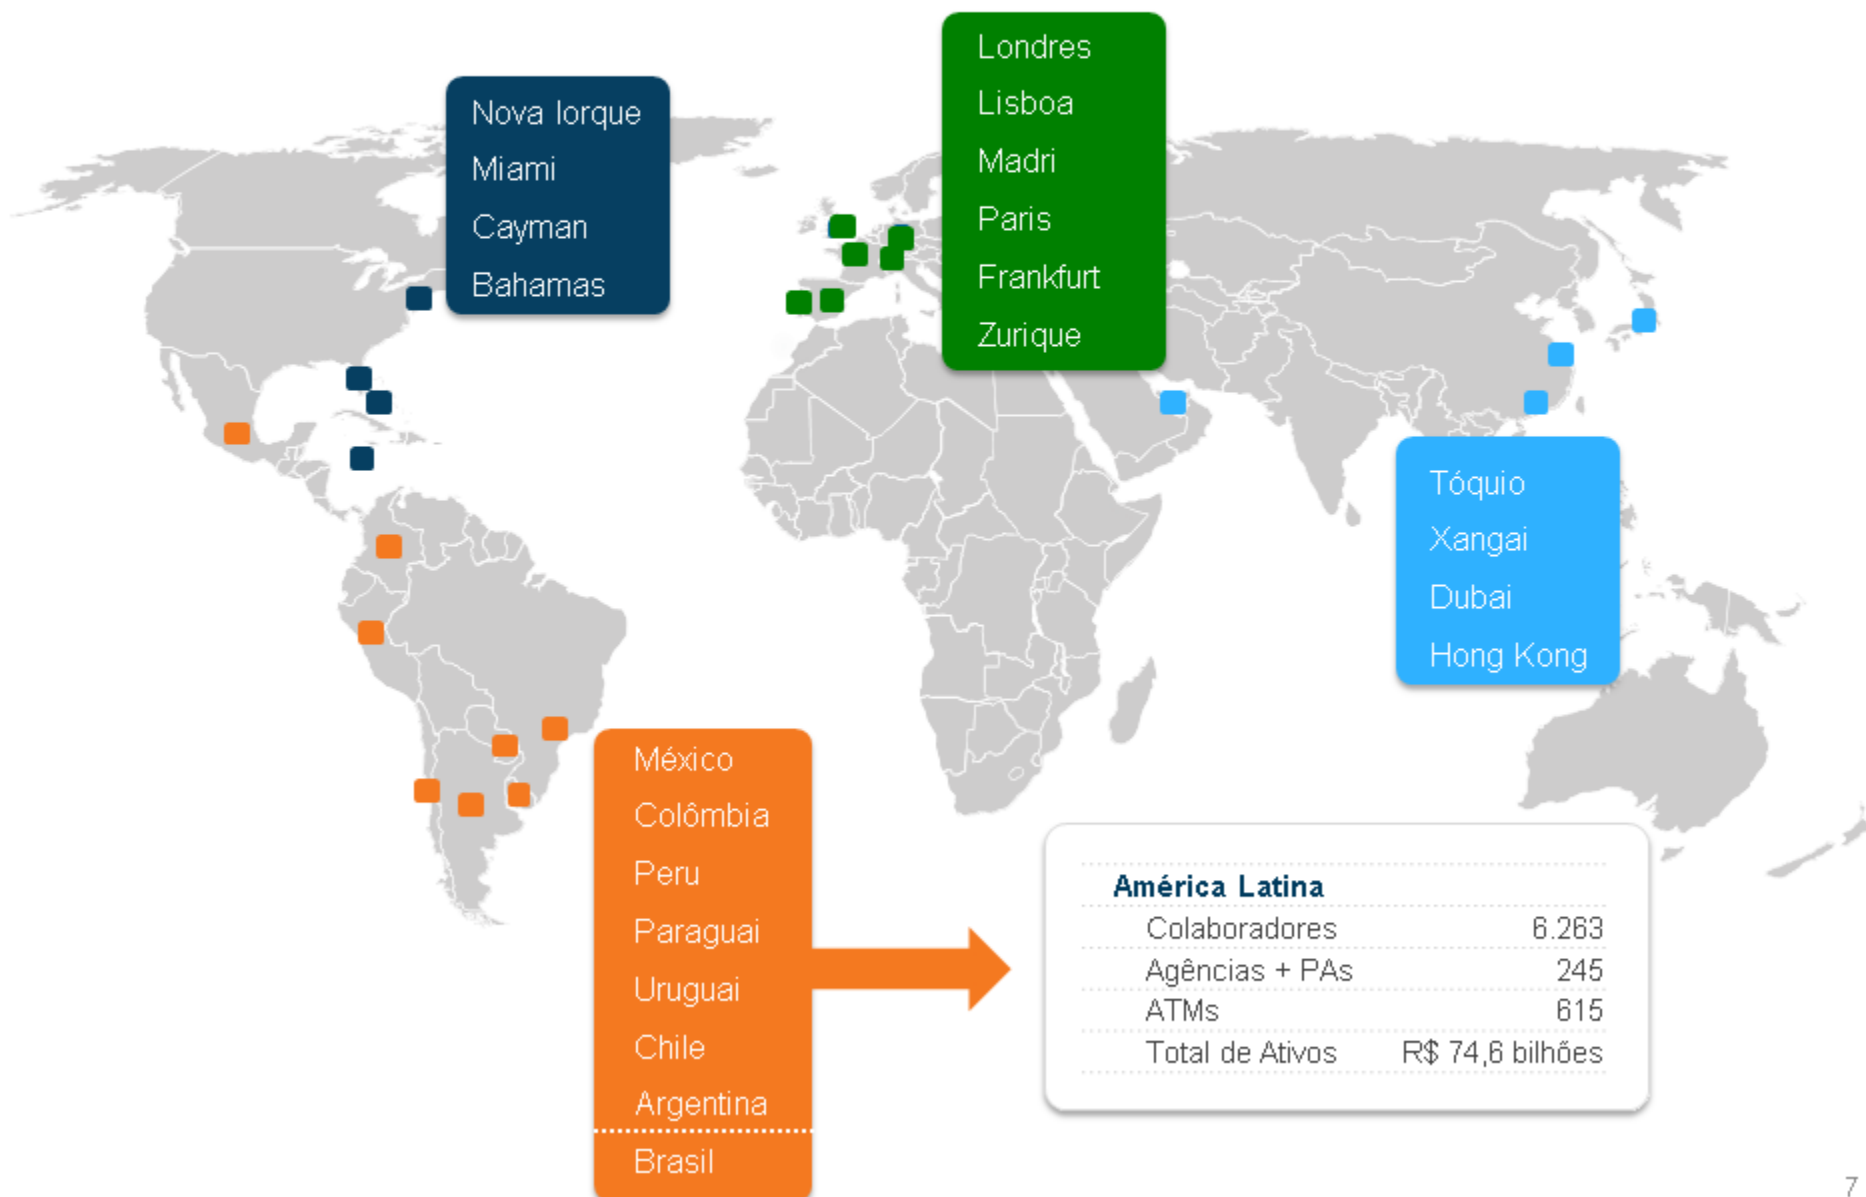 Nova Iorque
Miami
Cayman
Bahamas
Londres
Lisboa
Madri
Paris
Frankfurt
Zurique
Tóquio
Xangai
Dubai
Hong Kong
México
Colômbia
Peru
Paraguai
Uruguai
Chile
Argentina
Brasil
América Latina
Colaboradores 6.263
Agências + PAs 245
ATMs 615
Total de Ativos R$ 74,6 bilhões
7